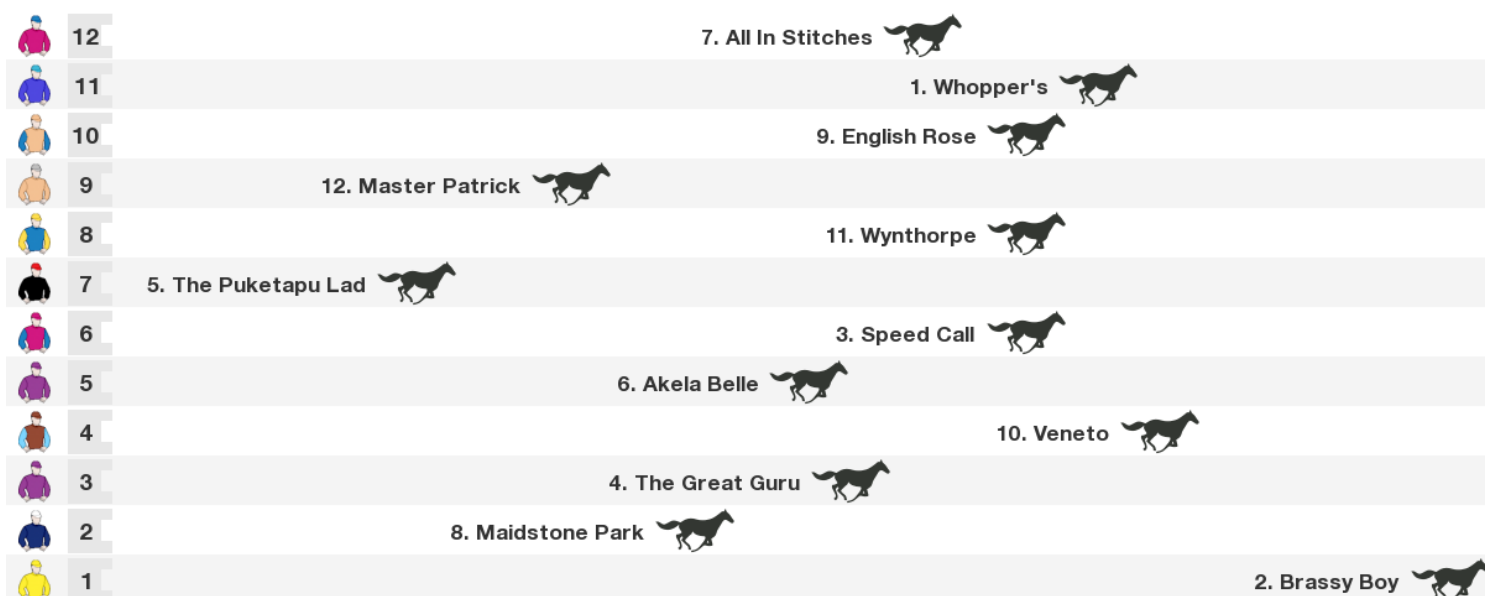 12 7. All In Stitches
11 1. Whopper's
10 9. English Rose
9 12. Master Patrick
8 11. Wynthorpe
7 5. The Puketapu Lad
6 3. Speed Call
5 6. Akela Belle
4 10. Veneto
3 4. The Great Guru
2 8. Maidstone Park
1 2. Brassy Boy